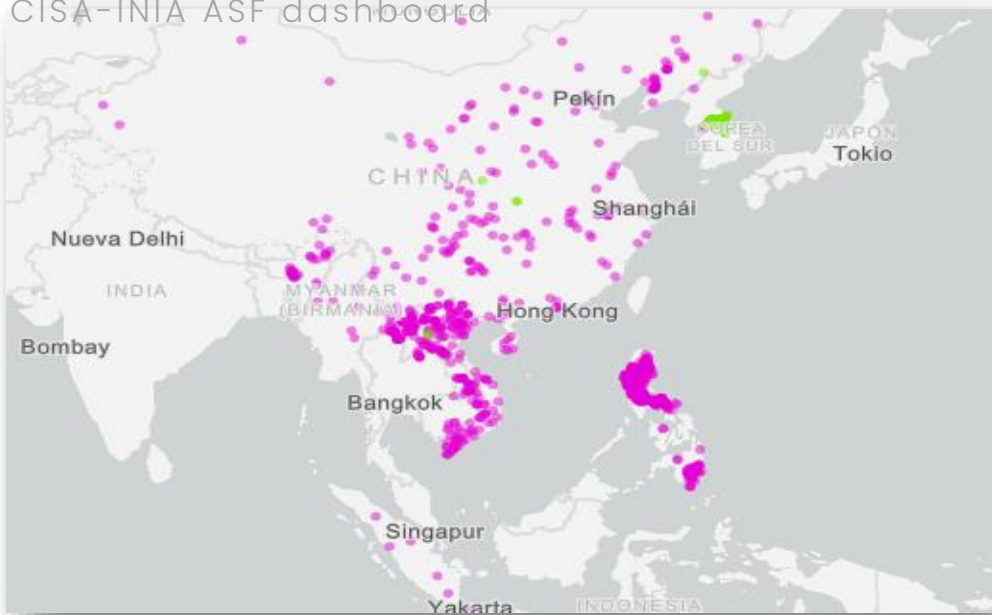 CISA-INIA ASF dashboard
MONGOLIA
Pekín
COREA
DEL SUR
JAPÓN
Tokio
CHINA
Shanghái
Nueva Delhi
INDIA
MYANMAR
(BIRMANIA)
Hong Kong
Bombay
Bangkok
Singapur
Yakarta
INDONESIA